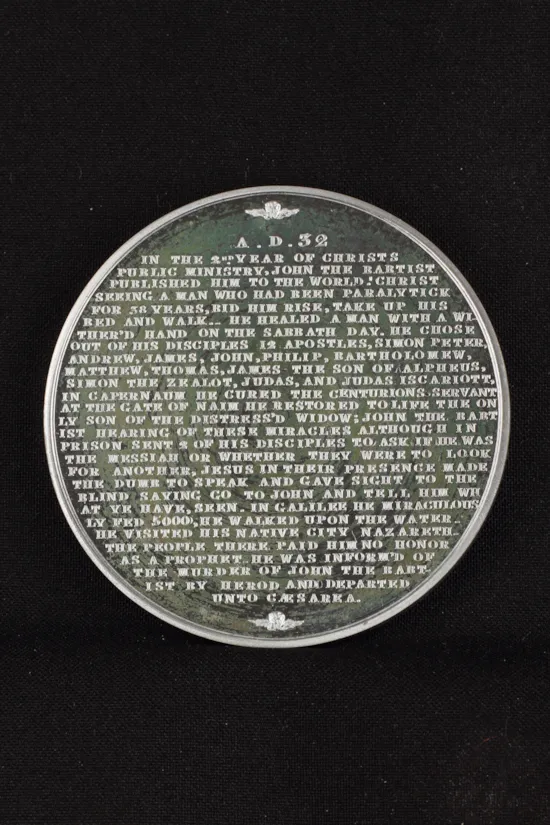 A.D.32
IN THE 2ND YEAR OF CHRISTS
PUBLIC MINISTRY, JOHN THE BABTIST
PUBLISHED HIM TO THE WORLD. CHRIST
SEEING A MAN WHO HAD BEEN PARALYTICK
FOR 38 YEARS, BID HIM RISE, TAKE UP HIS
BED AND WALK. HE HEALED A MAN WITH A WI-
THER'D HAND ON THE SABBATH DAY. HE CHOSE
OUT OF HIS DISCIPLES 12 APOSTLES, SIMON PETER,
ANDREW, JAMES, JOHN, PHILIP, BARTHOLOMEW,
MATTHEW, THOMAS, JAMES THE SON OF ALPHEUS,
SIMON THE ZEALOT, JUDAS, AND JUDAS ISCARIOTT,
IN CAPERNAUM HE CURED THE CENTURIONS SERVANT
AT THE GATE OF NAIM HE RESTORED TO LIFE THE ON
LY SON OF THE DISTRESS'D WIDOW; JOHN THE BABT
IST HEARING OF THESE MIRACLES ALTHOUGH IN
PRISON SENT 2 OF HIS DISCIPLES TO ASK IF HE WAS
THE MESSIAH OR WHETHER THEY WERE TO LOOK
FOR ANOTHER, JESUS IN THEIR PRESENCE MADE
THE DUMB TO SPEAK AND GAVE SIGHT TO THE
BLIND SAYING GO TO JOHN AND TELL HIM WH
AT YE HAVE, SEEN. IN GALILEE HE MIRACULOUS
LY FED 5000, HE WALKED UPON THE WATER.
HE VISITED HIS NATIVE CITY NAZARETH.
THE PEOPLE THERE PAID HIM NO HONOR
AS A PROPHET. HE WAS INFORM'D OF
THE MURDER OF JOHN THE BABT-
IST BY HEROD AND DEPARTED
UNTO CÆSAREA.